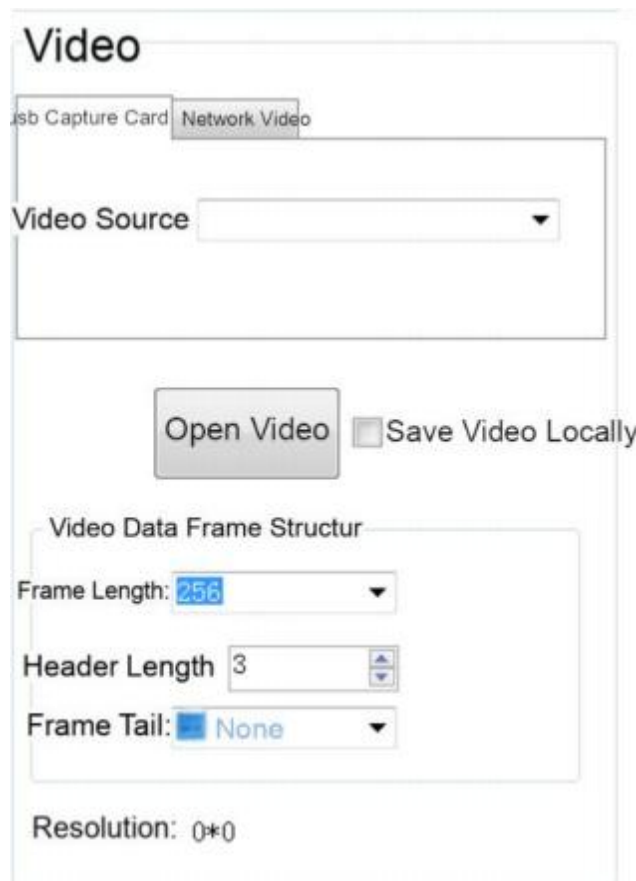 Video
usb Capture Card Network Video
Video Source
Open Video Save Video Locally
Video Data Frame Structur
Frame Length: 256
Header Length 3
Frame Tail: None
Resolution: 0*0